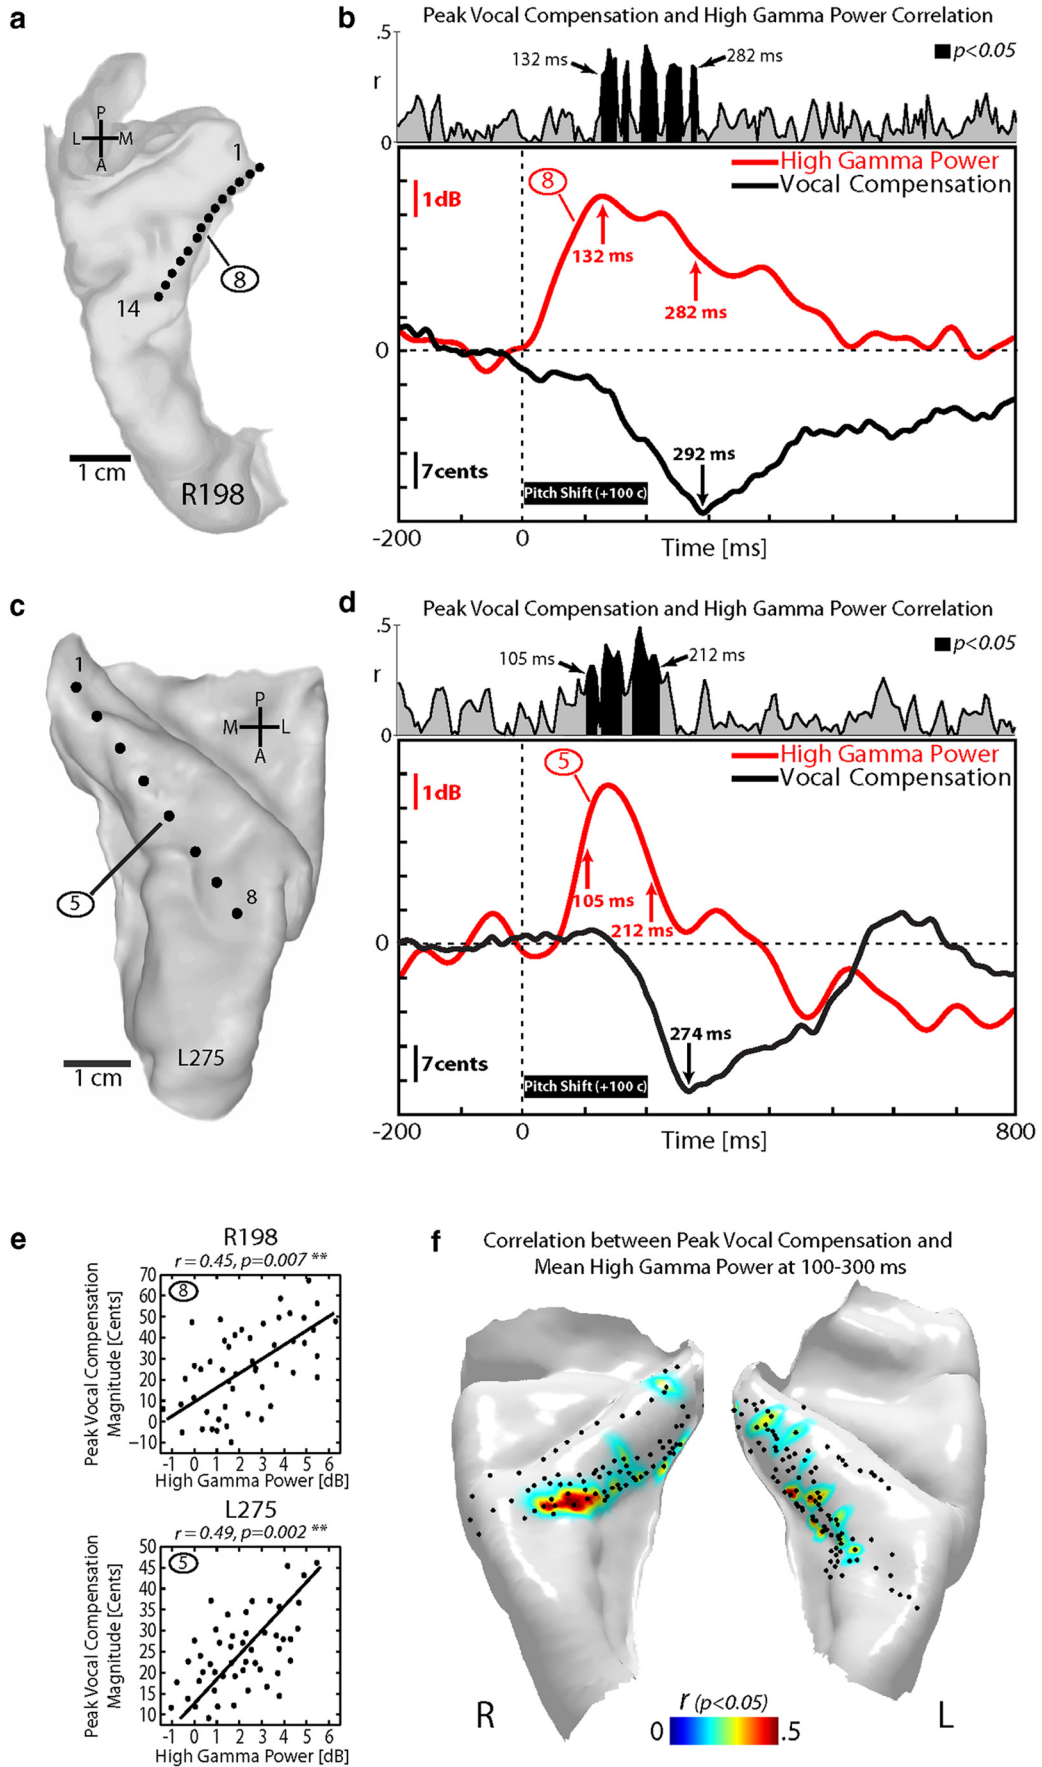 a
P
L
M
A
1
8
14
1 cm
R198
b
Peak Vocal Compensation and High Gamma Power Correlation
.5
r
0
132 ms
282 ms
p<0.05
High Gamma Power
Vocal Compensation
1dB
8
132 ms
282 ms
0
292 ms
7cents
Pitch Shift (+100 c)
-200
0
Time [ms]
c
1
P
M
L
A
5
8
L275
1 cm
d
Peak Vocal Compensation and High Gamma Power Correlation
.5
r
0
105 ms
212 ms
p<0.05
High Gamma Power
Vocal Compensation
1dB
5
105 ms
212 ms
0
274 ms
7cents
Pitch Shift (+100 c)
-200
0
Time [ms]
800
e
R198
r = 0.45, p=0.007 **
8
Peak Vocal Compensation
Magnitude [Cents]
70
60
50
40
30
20
10
0
−10
-1 0 1 2 3 4 5 6
High Gamma Power [dB]
L275
r = 0.49, p=0.002 **
5
Peak Vocal Compensation
Magnitude [Cents]
50
45
40
35
30
25
20
15
10
-1 0 1 2 3 4 5 6
High Gamma Power [dB]
f
Correlation between Peak Vocal Compensation and
Mean High Gamma Power at 100-300 ms
R
L
r (p<0.05)
0
.5